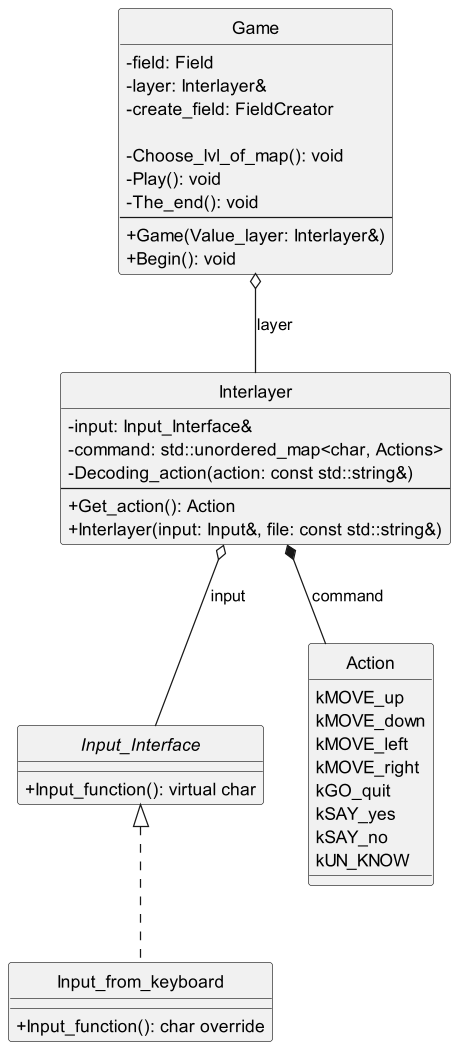 Game
-field: Field
-layer: Interlayer&
-create_field: FieldCreator
-Choose_lvl_of_map(): void
-Play(): void
-The_end(): void
+Game(Value_layer: Interlayer&)
+Begin(): void
layer
Interlayer
-input: Input_Interface&
-command: std::unordered_map<char, Actions>
-Decoding_action(action: const std::string&)
+Get_action(): Action
+Interlayer(input: Input&, file: const std::string&)
input
command
Action
kMOVE_up
kMOVE_down
kMOVE_left
kMOVE_right
kGO_quit
kSAY_yes
kSAY_no
kUN_KNOW
Input_Interface
+Input_function(): virtual char
Input_from_keyboard
+Input_function(): char override